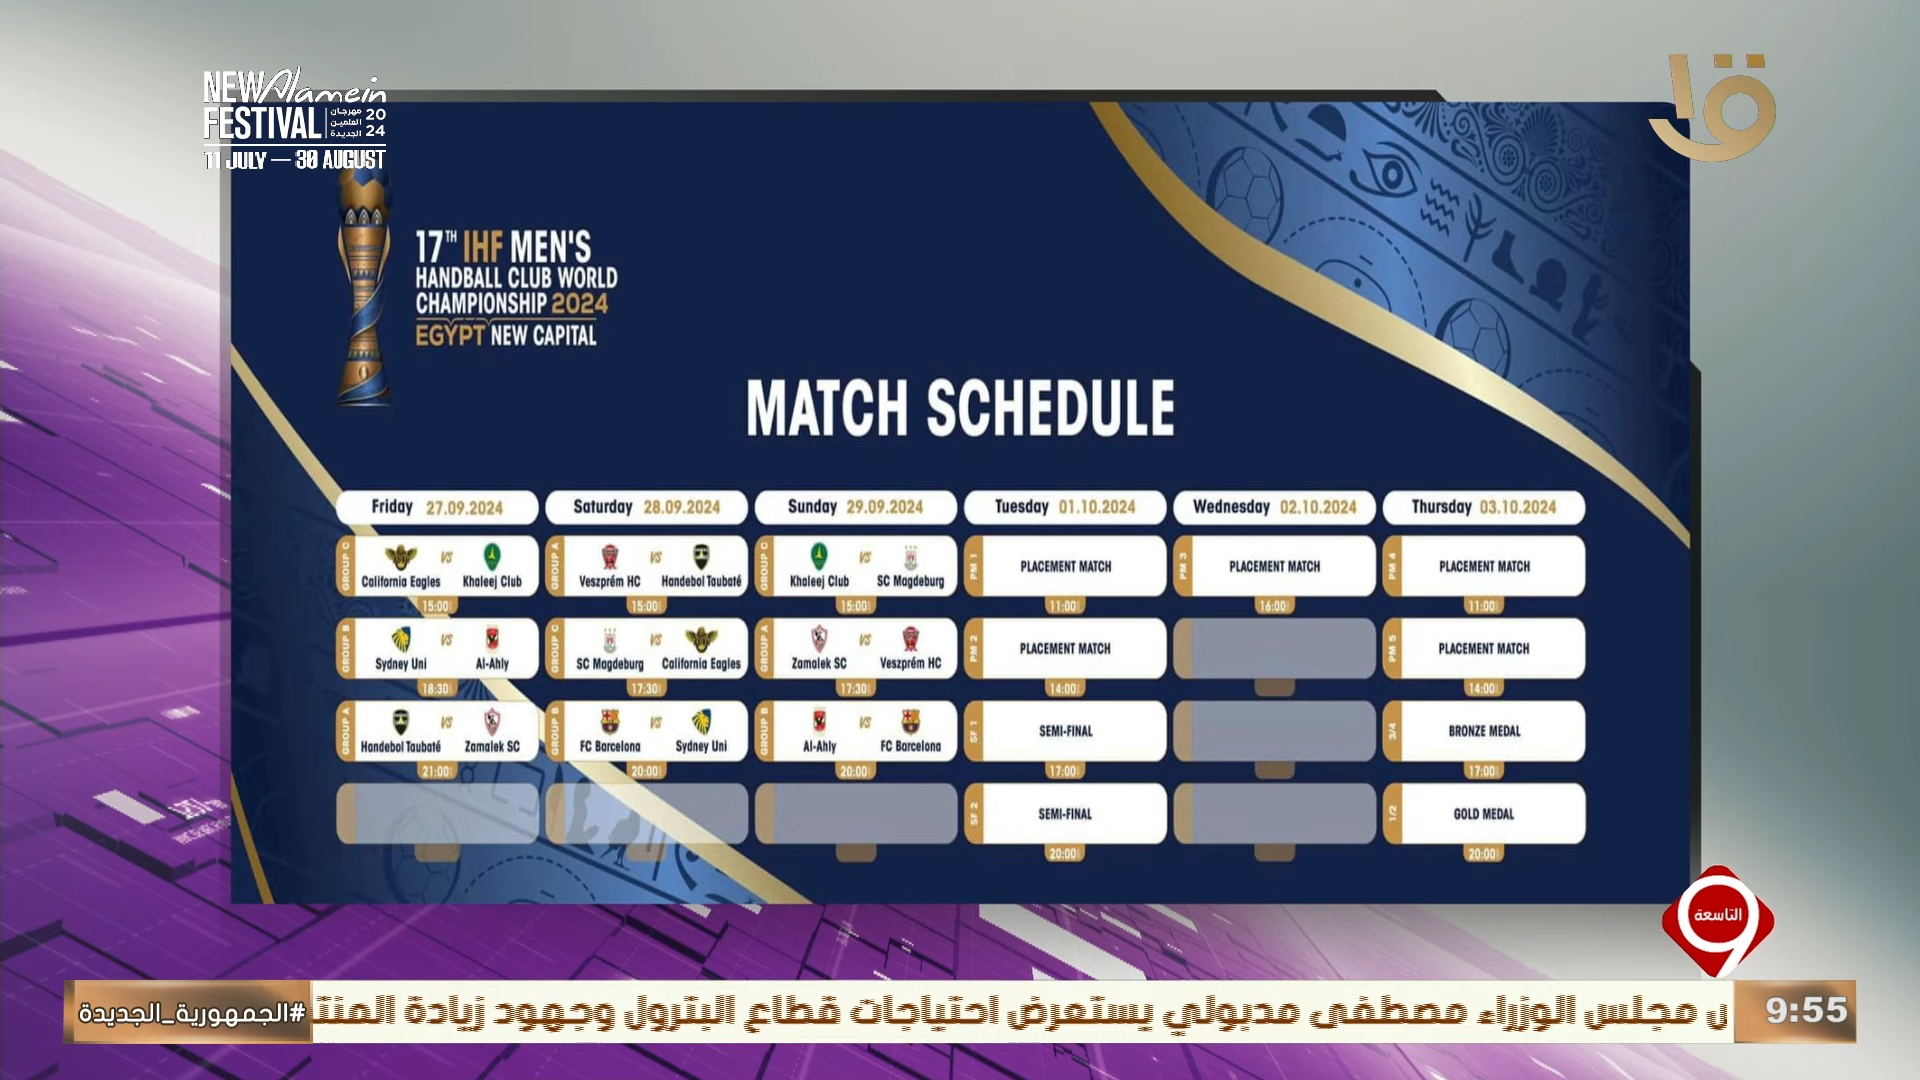 NEW Alamein
FESTIVAL
مهرجان
العلمين
الجديدة
20
24
11 JULY — 30 AUGUST
17TH IHF MEN'S
HANDBALL CLUB WORLD
CHAMPIONSHIP 2024
EGYPT NEW CAPITAL
MATCH SCHEDULE
Friday 27.09.2024
Saturday 28.09.2024
Sunday 29.09.2024
Tuesday 01.10.2024
Wednesday 02.10.2024
Thursday 03.10.2024
GROUP C California Eagles VS Khaleej Club
GROUP A Veszprém HC VS Handebol Taubaté
GROUP C Khaleej Club VS SC Magdeburg
PM 1 PLACEMENT MATCH
PM 3 PLACEMENT MATCH
PM 4 PLACEMENT MATCH
15:00 15:00 15:00 11:00 16:00 11:00
GROUP B Sydney Uni VS Al-Ahly
GROUP C SC Magdeburg VS California Eagles
GROUP A Zamalek SC VS Veszprém HC
PM 2 PLACEMENT MATCH
PM 5 PLACEMENT MATCH
18:30 17:30 17:30 14:00 14:00
GROUP A Handebol Taubaté VS Zamalek SC
GROUP B FC Barcelona VS Sydney Uni
GROUP B Al-Ahly VS FC Barcelona
SF 1 SEMI-FINAL
3/4 BRONZE MEDAL
21:00 20:00 20:00 17:00 17:00
SF 2 SEMI-FINAL
1/2 GOLD MEDAL
20:00 20:00
التاسعة
#الجمهورية_الجديدة
مجلس الوزراء مصطفى مدبولي يستعرض احتياجات قطاع البترول وجهود زيادة
9:55